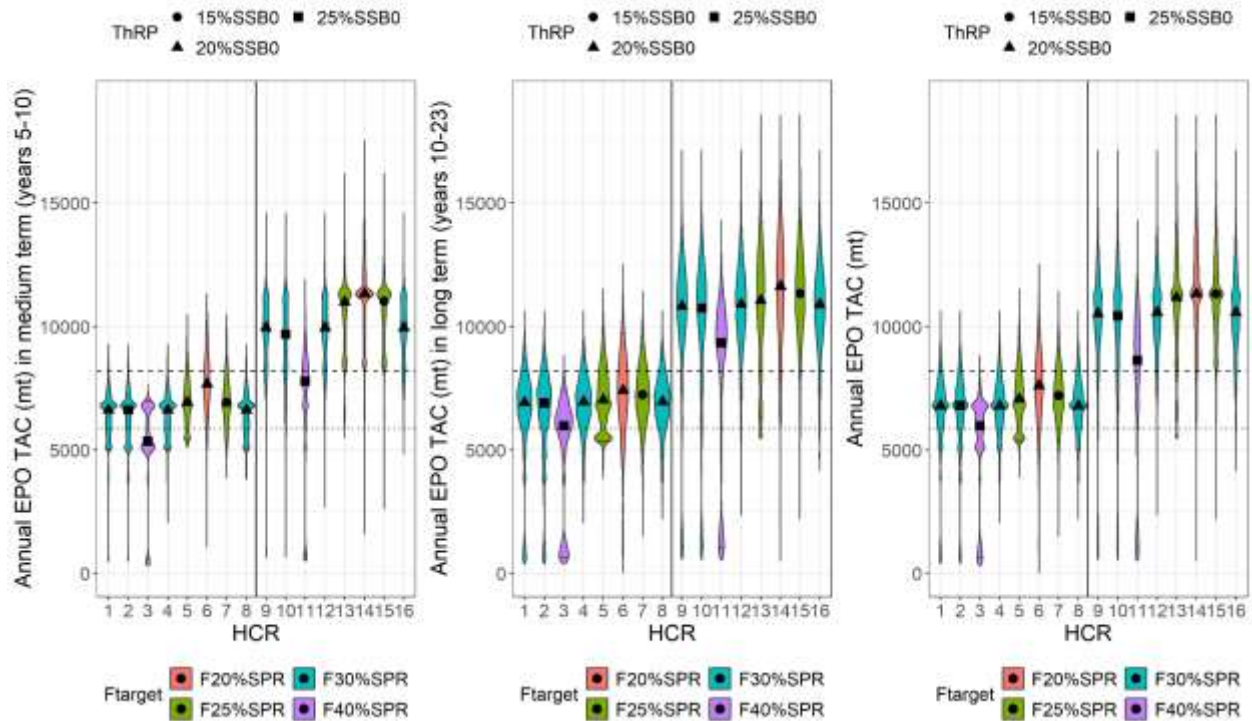 ThRP ● 15%SSB0 ■ 25%SSB0
▲ 20%SSB0
Annual EPO TAC (mt) in medium term (years 5-10)
15000
10000
5000
0
1 2 3 4 5 6 7 8 9 10 11 12 13 14 15 16
HCR
Ftarget F20%SPR F30%SPR
F25%SPR F40%SPR
ThRP ● 15%SSB0 ■ 25%SSB0
▲ 20%SSB0
Annual EPO TAC (mt) in long term (years 10-23)
15000
10000
5000
0
1 2 3 4 5 6 7 8 9 10 11 12 13 14 15 16
HCR
Ftarget F20%SPR F30%SPR
F25%SPR F40%SPR
ThRP ● 15%SSB0 ■ 25%SSB0
▲ 20%SSB0
Annual EPO TAC (mt)
15000
10000
5000
0
1 2 3 4 5 6 7 8 9 10 11 12 13 14 15 16
HCR
Ftarget F20%SPR F30%SPR
F25%SPR F40%SPR